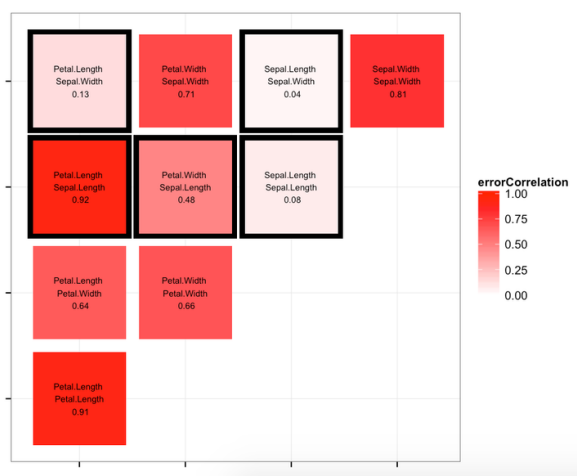 Petal.Length
Sepal.Width
0.13
Petal.Width
Sepal.Width
0.71
Sepal.Length
Sepal.Width
0.04
Sepal.Width
Sepal.Width
0.81
Petal.Length
Sepal.Length
0.92
Petal.Width
Sepal.Length
0.48
Sepal.Length
Sepal.Length
0.08
Petal.Length
Petal.Width
0.64
Petal.Width
Petal.Width
0.66
Petal.Length
Petal.Length
0.91
errorCorrelation
1.00
0.75
0.50
0.25
0.00